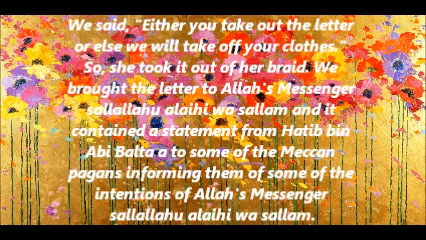 We said, "Either you take out the letter
or else we will take off your clothes."
So, she took it out of her braid. We
brought the letter to Allah's Messenger
sallallahu alaihi wa sallam and it
contained a statement from Hatib bin
Abi Balta a to some of the Meccan
pagans informing them of some of the
intentions of Allah's Messenger
sallallahu alaihi wa sallam.